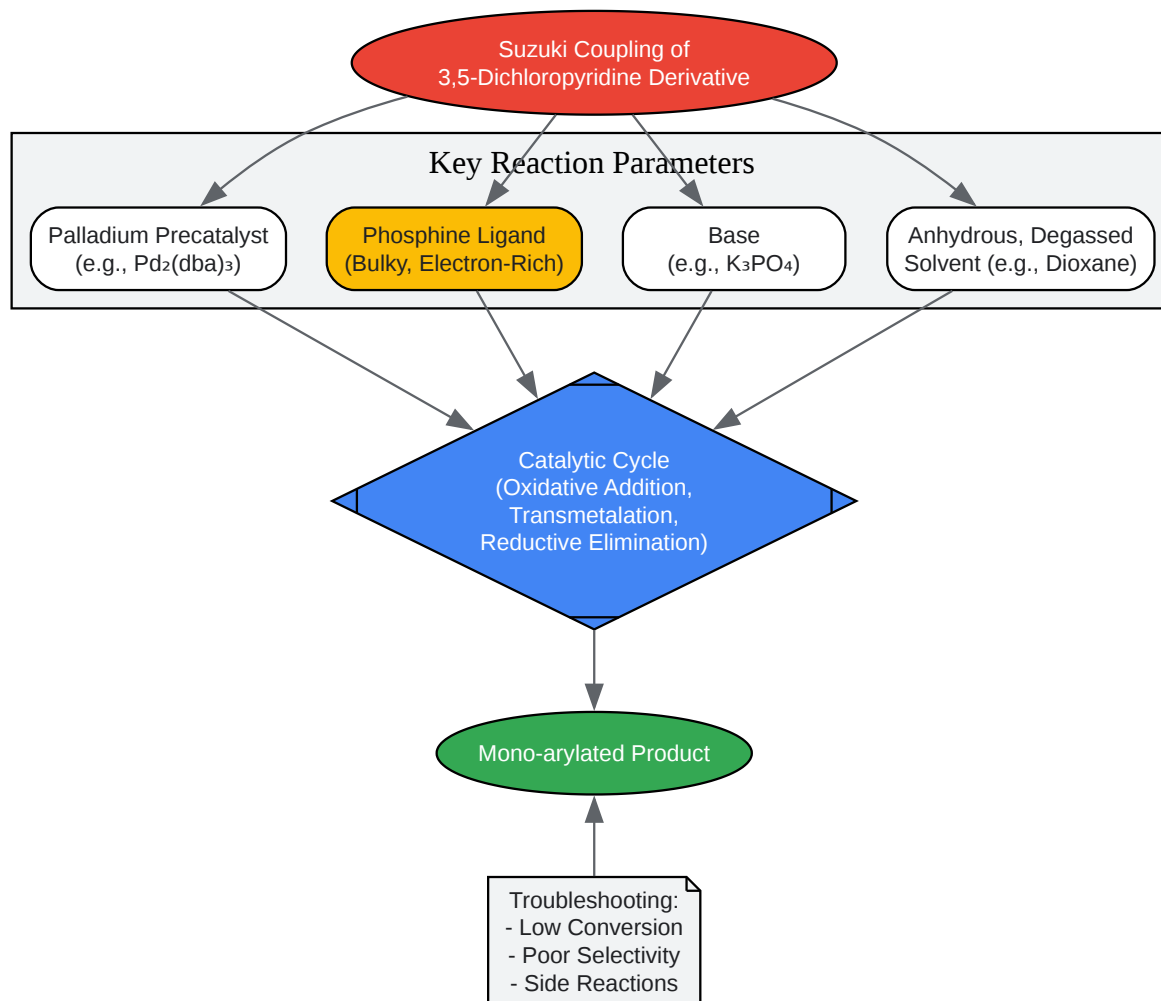 Suzuki Coupling of
3,5-Dichloropyridine Derivative
Key Reaction Parameters
Palladium Precatalyst
(e.g., Pd₂(dba)₃)
Phosphine Ligand
(Bulky, Electron-Rich)
Base
(e.g., K₃PO₄)
Anhydrous, Degassed
Solvent (e.g., Dioxane)
Catalytic Cycle
(Oxidative Addition,
Transmetalation,
Reductive Elimination)
Mono-arylated Product
Troubleshooting:
- Low Conversion
- Poor Selectivity
- Side Reactions